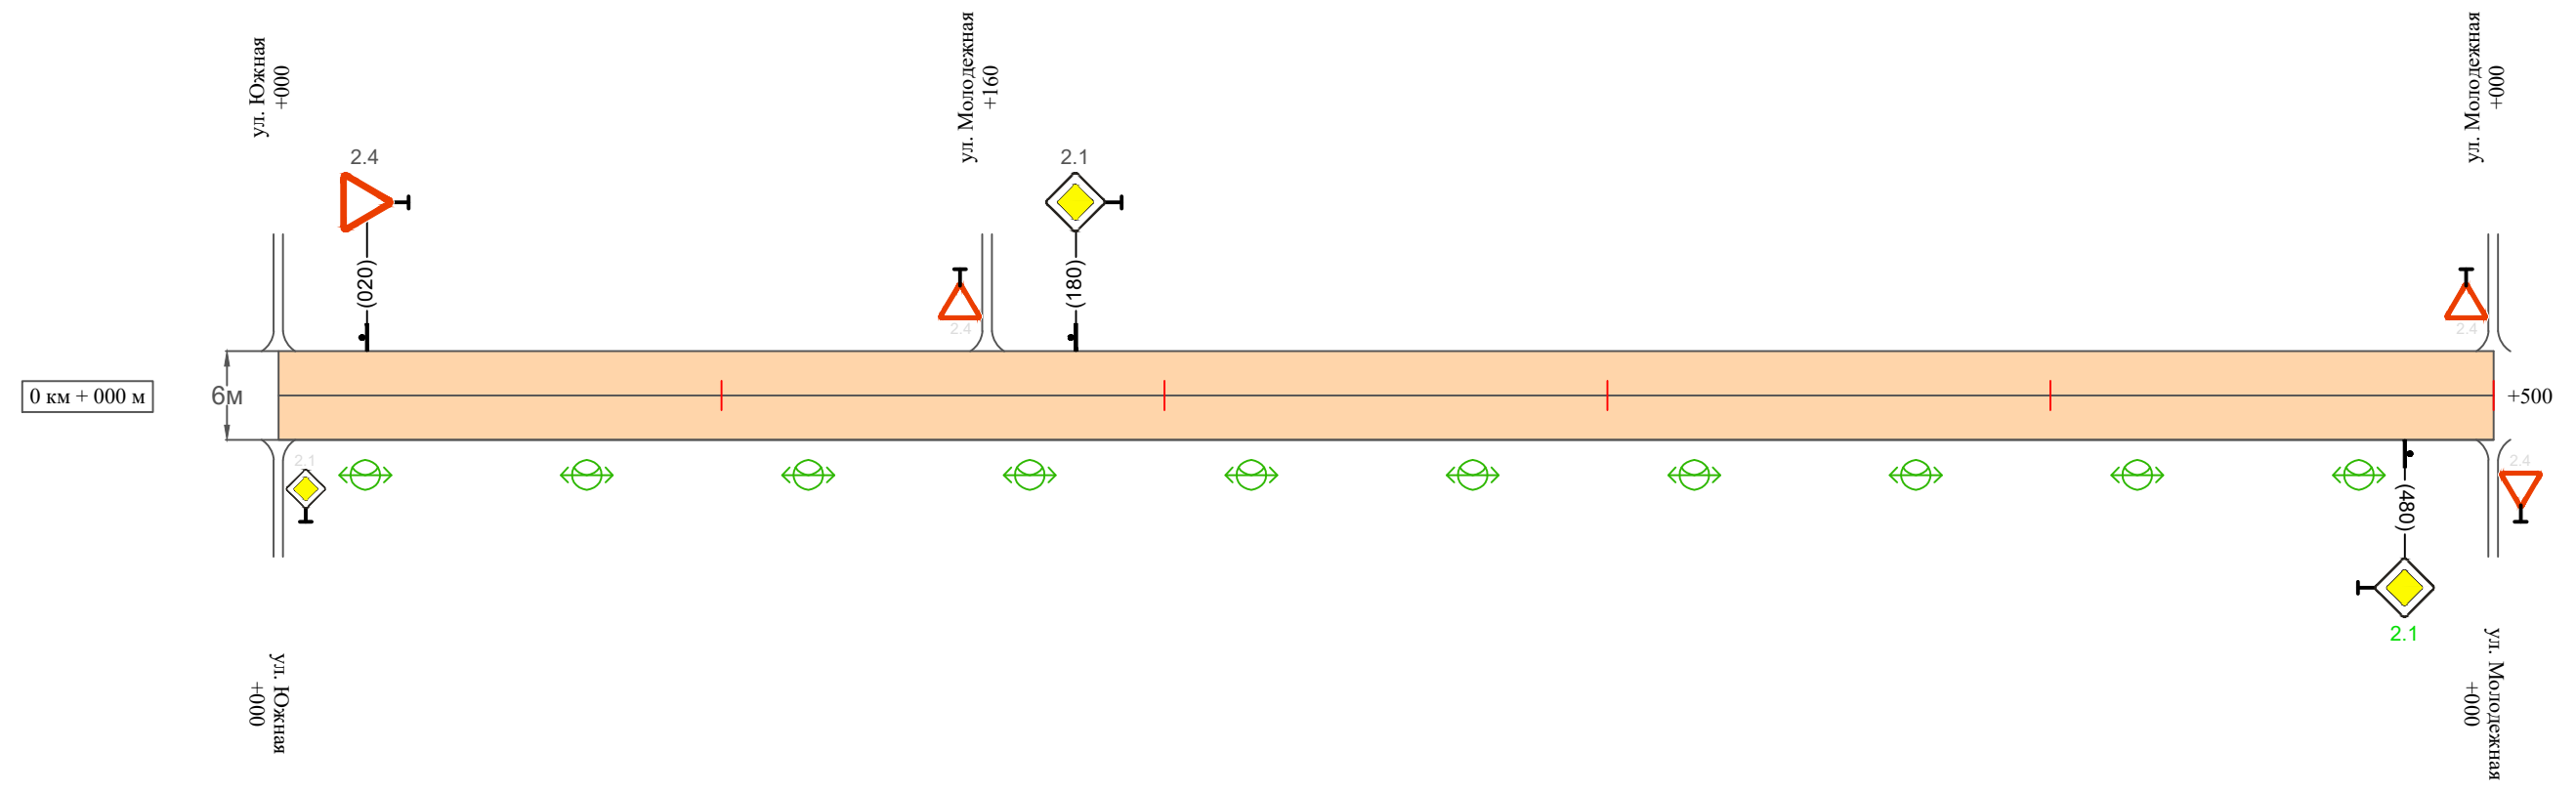 ул. Южная
+000
ул. Молодежная
+160
ул. Молодежная
+000
2.4
2.1
(020)
(180)
2.4
2.4
0 км + 000 м
6м
+500
2.1
2.4
(480)
2.1
ул. Южная
+000
ул. Молодежная
+000